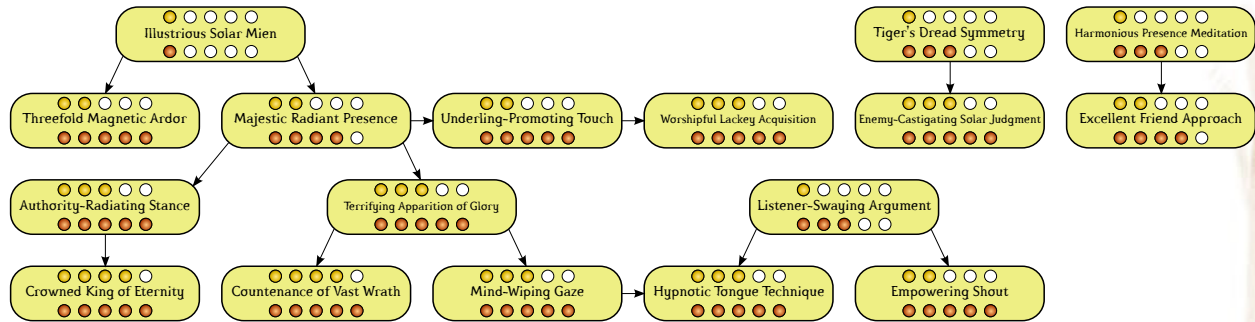 Illustrious Solar Mien
Tiger's Dread Symmetry
Harmonious Presence Meditation
Threefold Magnetic Ardor
Majestic Radiant Presence
Underling-Promoting Touch
Worshipful Lackey Acquisition
Enemy-Castigating Solar Judgment
Excellent Friend Approach
Authority-Radiating Stance
Terrifying Apparition of Glory
Listener-Swaying Argument
Crowned King of Eternity
Countenance of Vast Wrath
Mind-Wiping Gaze
Hypnotic Tongue Technique
Empowering Shout